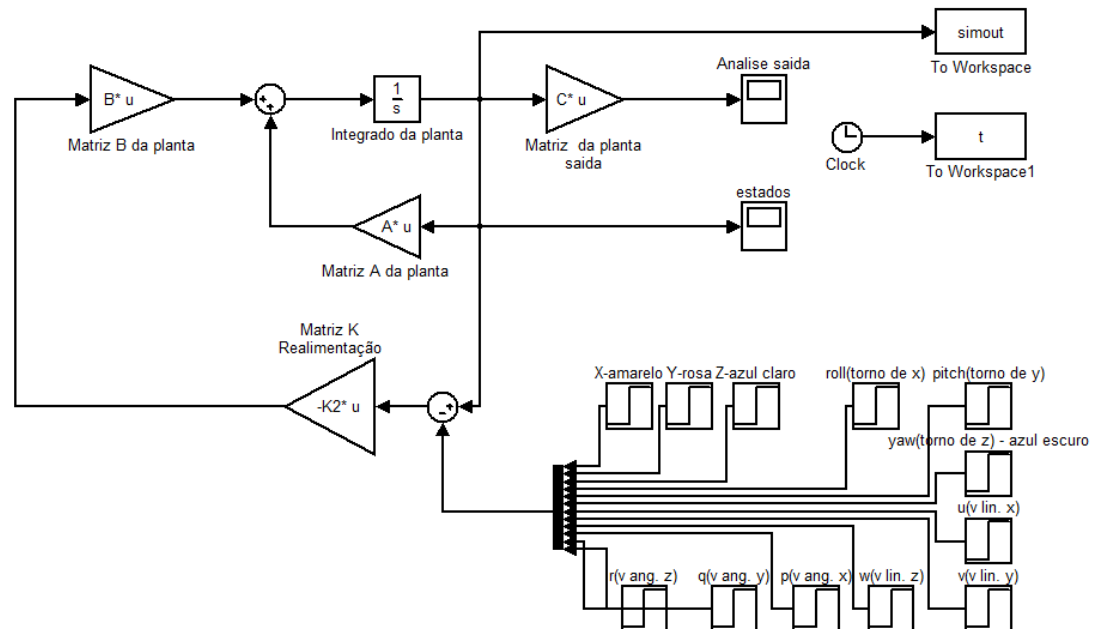 simout
To Workspace
Analise saida
B* u
+
+
1
s
C* u
Matriz B da planta
Integrado da planta
Matriz da planta
saida
t
Clock
To Workspace1
estados
A* u
Matriz A da planta
Matriz K
Realimentação
-K2* u
-
+
X-amarelo
Y-rosa
Z-azul claro
roll(torno de x)
pitch(torno de y)
yaw(torno de z) - azul escuro
u(v lin. x)
r(v ang. z)
q(v ang. y)
p(v ang. x)
w(v lin. z)
v(v lin. y)